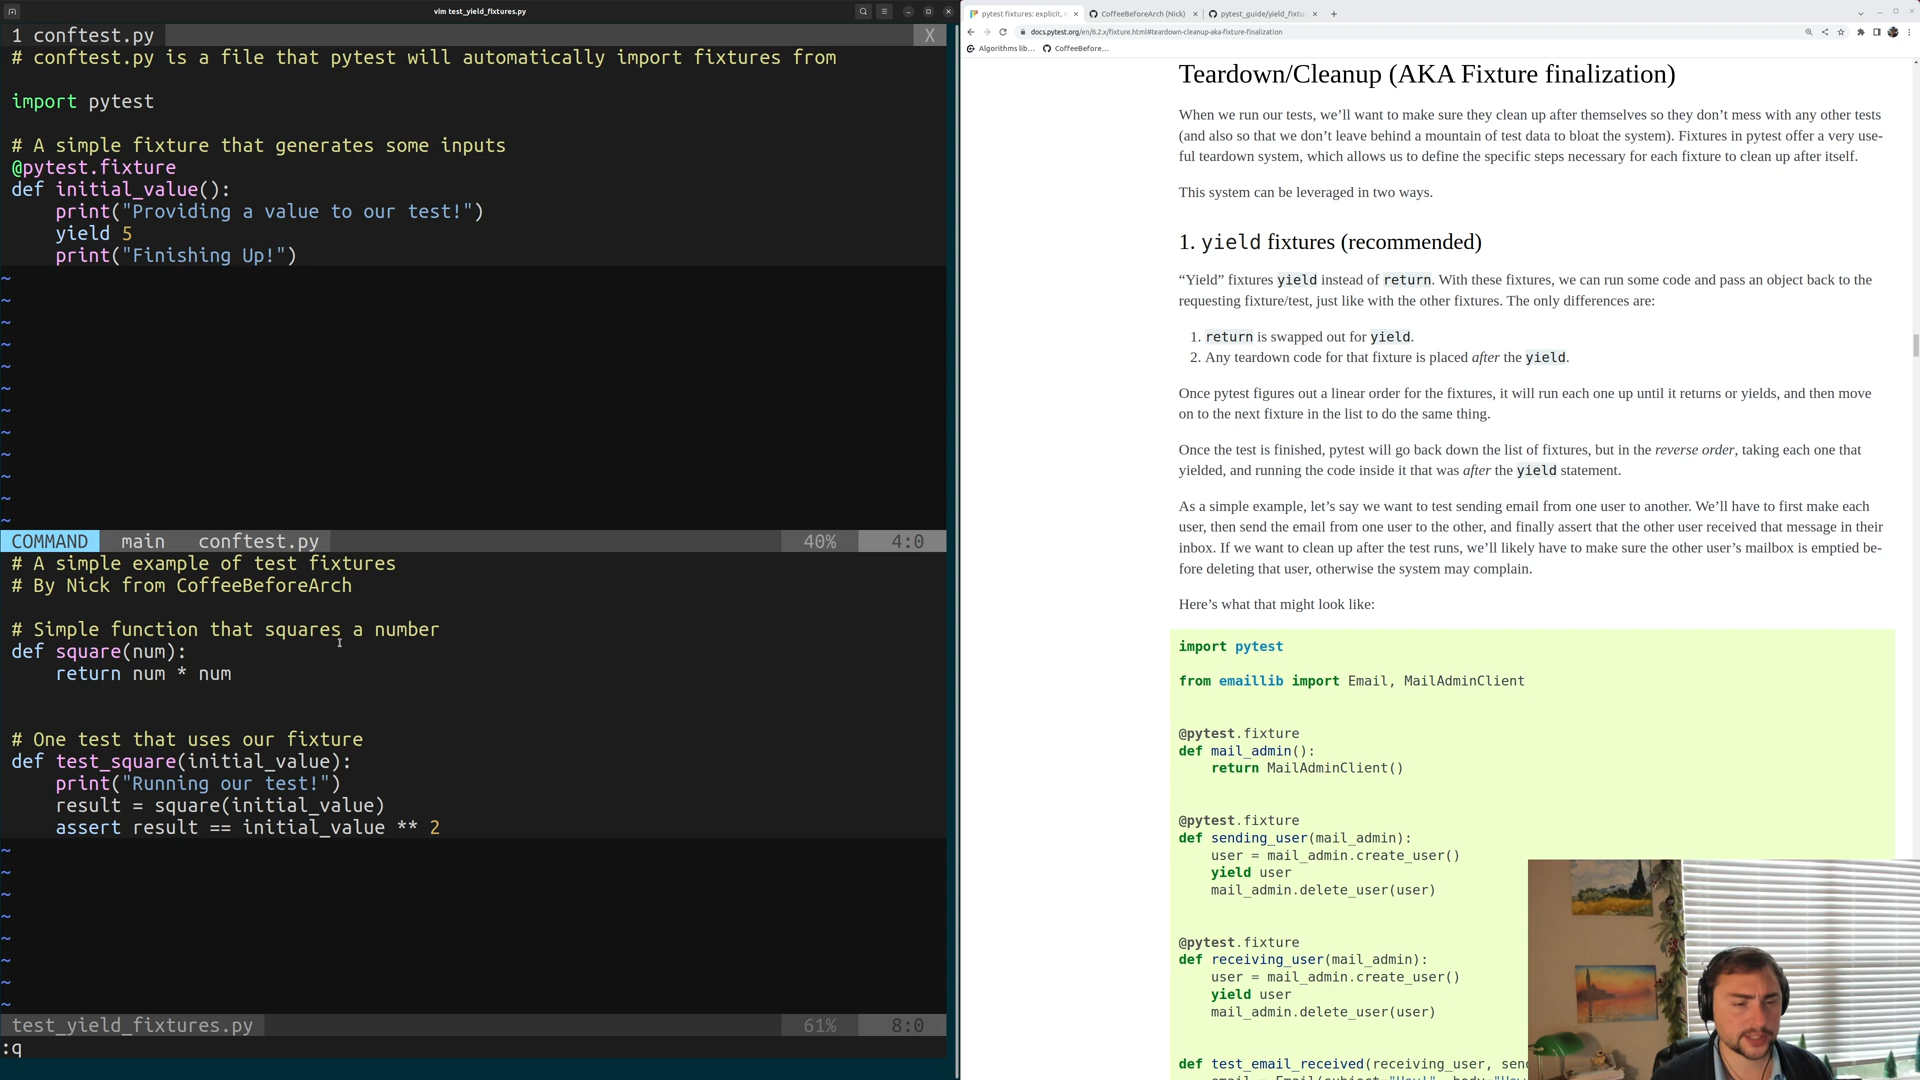 vim test_yield_fixtures.py
1 conftest.py X
# conftest.py is a file that pytest will automatically import fixtures from
import pytest
# A simple fixture that generates some inputs
@pytest.fixture
def initial_value():
print("Providing a value to our test!")
yield 5
print("Finishing Up!")
~
~
~
~
~
~
~
~
~
~
~
~
COMMAND main conftest.py 40% 4:0
# A simple example of test fixtures
# By Nick from CoffeeBeforeArch
# Simple function that squares a number
def square(num):
return num * num
# One test that uses our fixture
def test_square(initial_value):
print("Running our test!")
result = square(initial_value)
assert result == initial_value ** 2
~
~
~
~
~
~
~
~
test_yield_fixtures.py 61% 8:0
:q
pytest fixtures: explicit,
CoffeeBeforeArch (Nick)
pytest_guide/yield_fixtu
docs.pytest.org/en/6.2.x/fixture.html#teardown-cleanup-aka-fixture-finalization
Algorithms lib… CoffeeBefore…
Teardown/Cleanup (AKA Fixture finalization)
When we run our tests, we’ll want to make sure they clean up after themselves so they don’t mess with any other tests
(and also so that we don’t leave behind a mountain of test data to bloat the system). Fixtures in pytest offer a very use-
ful teardown system, which allows us to define the specific steps necessary for each fixture to clean up after itself.
This system can be leveraged in two ways.
1. yield fixtures (recommended)
“Yield” fixtures yield instead of return. With these fixtures, we can run some code and pass an object back to the
requesting fixture/test, just like with the other fixtures. The only differences are:
1. return is swapped out for yield.
2. Any teardown code for that fixture is placed after the yield.
Once pytest figures out a linear order for the fixtures, it will run each one up until it returns or yields, and then move
on to the next fixture in the list to do the same thing.
Once the test is finished, pytest will go back down the list of fixtures, but in the reverse order, taking each one that
yielded, and running the code inside it that was after the yield statement.
As a simple example, let’s say we want to test sending email from one user to another. We’ll have to first make each
user, then send the email from one user to the other, and finally assert that the other user received that message in their
inbox. If we want to clean up after the test runs, we’ll likely have to make sure the other user’s mailbox is emptied be-
fore deleting that user, otherwise the system may complain.
Here’s what that might look like:
import pytest
from emaillib import Email, MailAdminClient
@pytest.fixture
def mail_admin():
return MailAdminClient()
@pytest.fixture
def sending_user(mail_admin):
user = mail_admin.create_user()
yield user
mail_admin.delete_user(user)
@pytest.fixture
def receiving_user(mail_admin):
user = mail_admin.create_user()
yield user
mail_admin.delete_user(user)
def test_email_received(receiving_user, sen